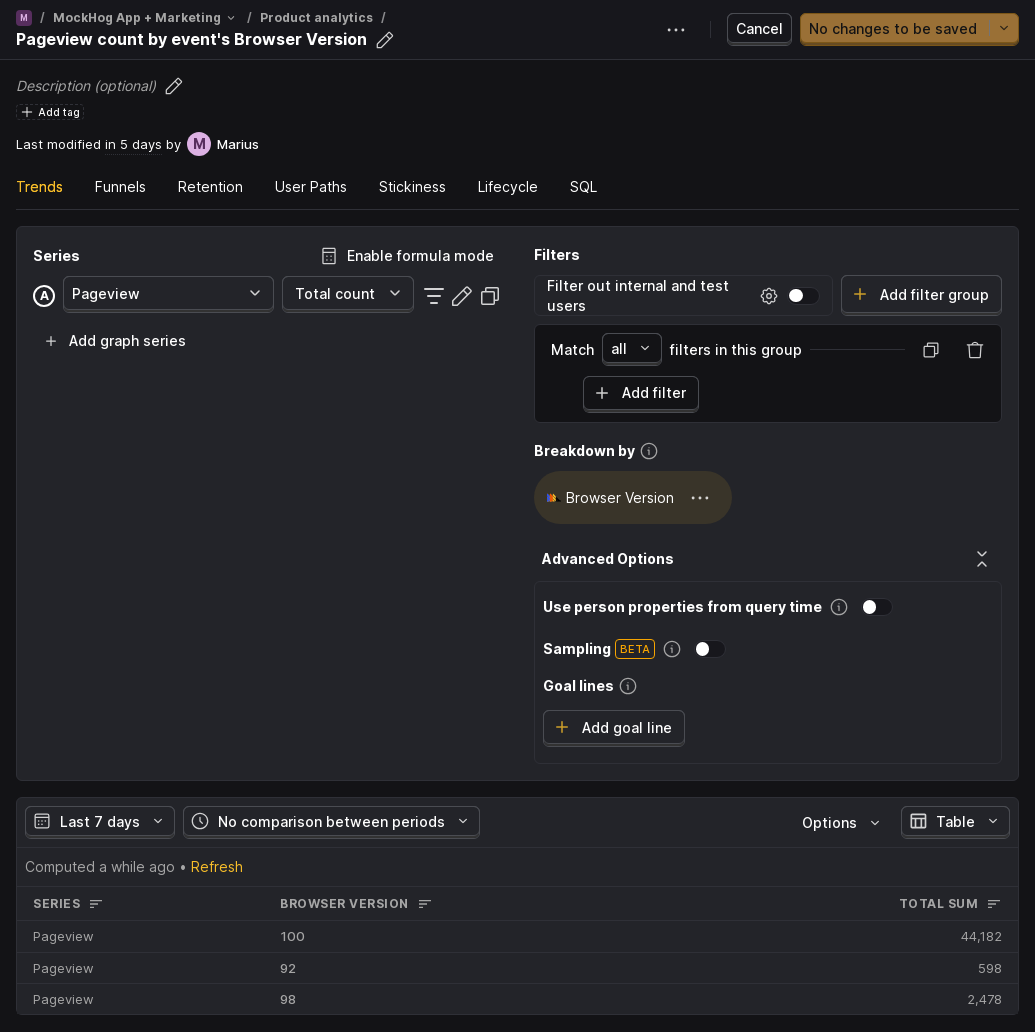 M / MockHog App + Marketing / Product analytics /
Pageview count by event's Browser Version
Cancel
No changes to be saved
Description (optional)
Add tag
Last modified in 5 days by M Marius
Trends Funnels Retention User Paths Stickiness Lifecycle SQL
Series
Enable formula mode
A Pageview Total count
Add graph series
Filters
Filter out internal and test
users
Add filter group
Match all filters in this group
Add filter
Breakdown by
Browser Version
Advanced Options
Use person properties from query time
Sampling BETA
Goal lines
Add goal line
Last 7 days No comparison between periods Options Table
Computed a while ago • Refresh
SERIES BROWSER VERSION TOTAL SUM
Pageview 100 44,182
Pageview 92 598
Pageview 98 2,478